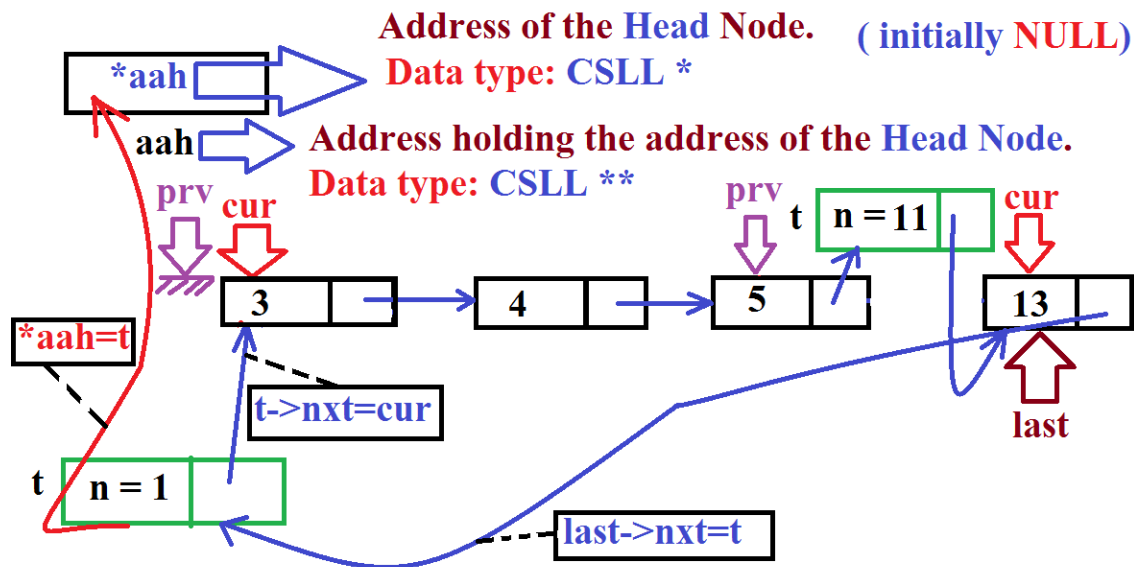 Address of the Head Node. ( initially NULL)
*aah
Data type: CSLL *
aah
Address holding the address of the Head Node.
Data type: CSLL **
prv
cur
prv
t
n = 11
cur
3
4
5
13
*aah=t
t->nxt=cur
last
t
n = 1
last->nxt=t